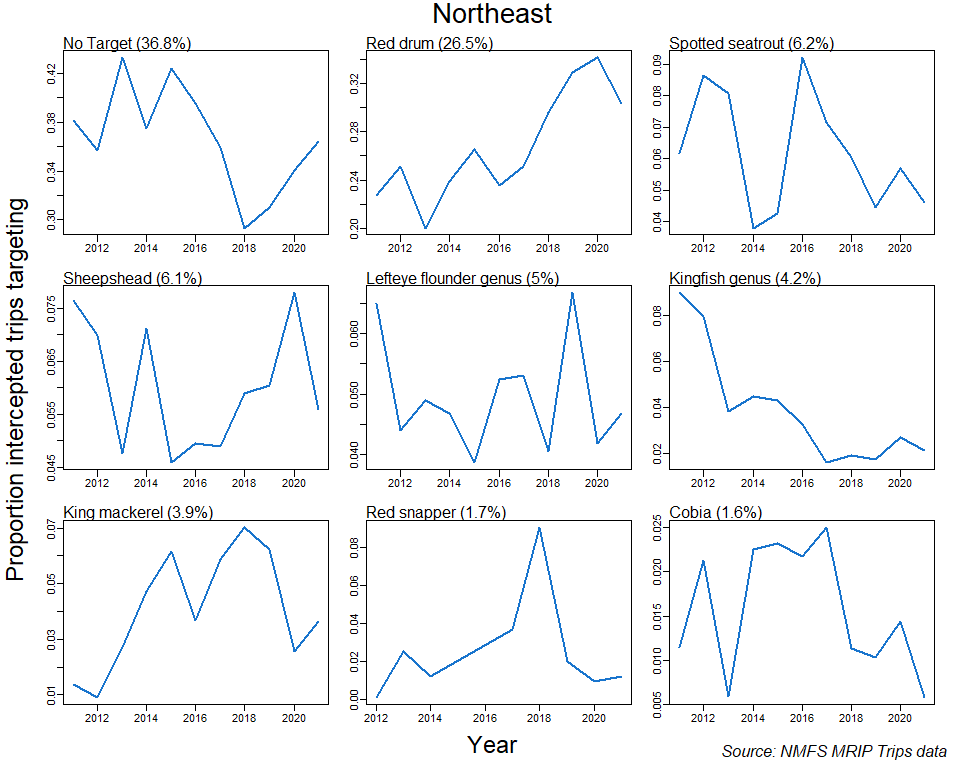 Northeast
Proportion intercepted trips targeting
No Target (36.8%)
0.42
0.38
0.34
0.30
2012 2014 2016 2018 2020
Red drum (26.5%)
0.32
0.28
0.24
0.20
2012 2014 2016 2018 2020
Spotted seatrout (6.2%)
0.09
0.08
0.07
0.06
0.05
0.04
2012 2014 2016 2018 2020
Sheepshead (6.1%)
0.075
0.065
0.055
0.045
2012 2014 2016 2018 2020
Lefteye flounder genus (5%)
0.060
0.050
0.040
2012 2014 2016 2018 2020
Kingfish genus (4.2%)
0.08
0.06
0.04
0.02
2012 2014 2016 2018 2020
King mackerel (3.9%)
0.07
0.05
0.03
0.01
2012 2014 2016 2018 2020
Red snapper (1.7%)
0.08
0.06
0.04
0.02
0.00
2012 2014 2016 2018 2020
Cobia (1.6%)
0.025
0.020
0.015
0.010
0.005
2012 2014 2016 2018 2020
Year
Source: NMFS MRIP Trips data